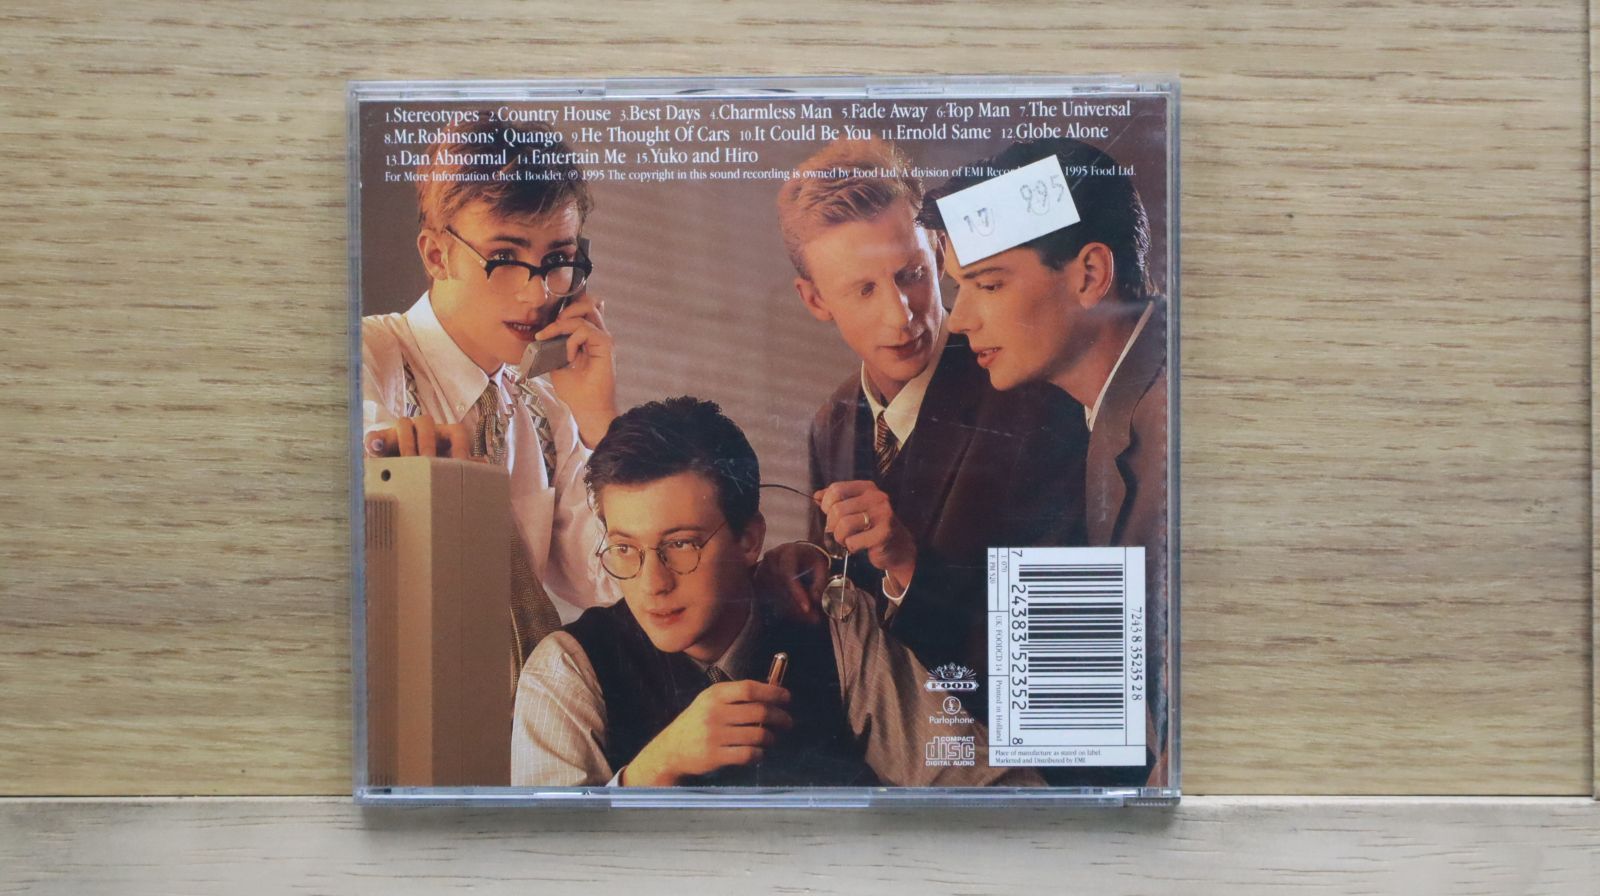 1.Stereotypes 2.Country House 3.Best Days 4.Charmless Man 5.Fade Away 6.Top Man 7.The Universal
8.Mr.Robinsons' Quango 9.He Thought Of Cars 10.It Could Be You 11.Ernold Same 12.Globe Alone
13.Dan Abnormal 14.Entertain Me 15.Yuko and Hiro
For More Information Check Booklet. ℗ 1995 The copyright in this sound recording is owned by Food Ltd. A division of EMI 1995 Food Ltd.
17 995
FOOD
Parlophone
COMPACT
disc
DIGITAL AUDIO
7243 8 35235 2 8
7 24383 52352 8
UK: FOODCD 14
Printed in Holland
Place of manufacture as stated on label.
Marketed and Distributed by EMI